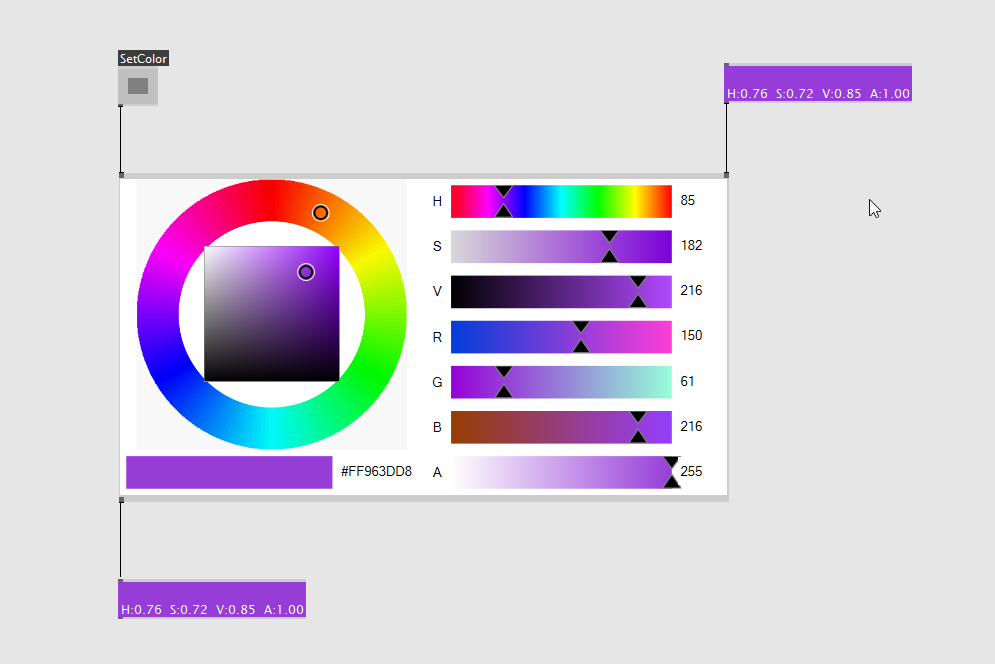 SetColor
H:0.76 S:0.72 V:0.85 A:1.00
H 85
S 182
V 216
R 150
G 61
B 216
#FF963DD8 A 255
H:0.76 S:0.72 V:0.85 A:1.00